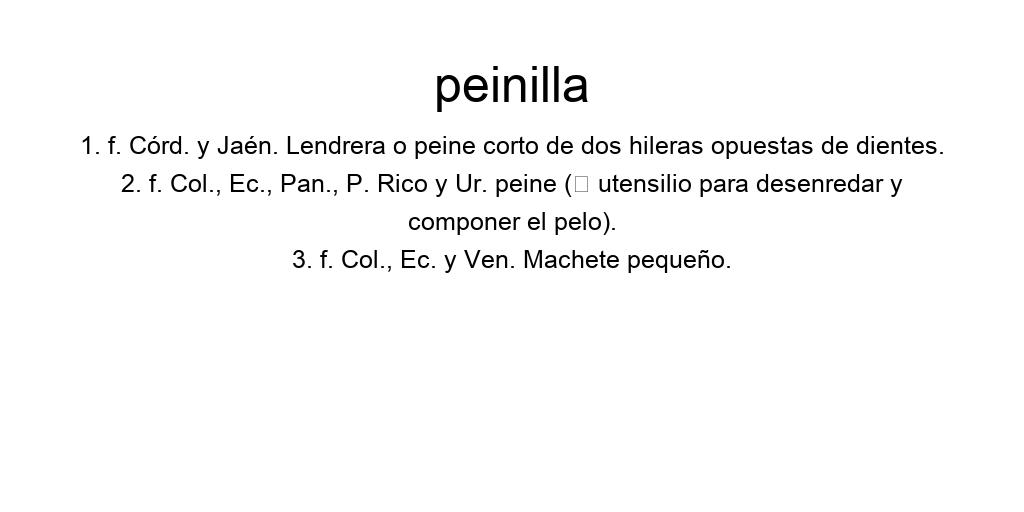 peinilla
1. f. Córd. y Jaén. Lendrera o peine corto de dos hileras opuestas de dientes.
2. f. Col., Ec., Pan., P. Rico y Ur. peine (▯ utensilio para desenredar y
componer el pelo).
3. f. Col., Ec. y Ven. Machete pequeño.